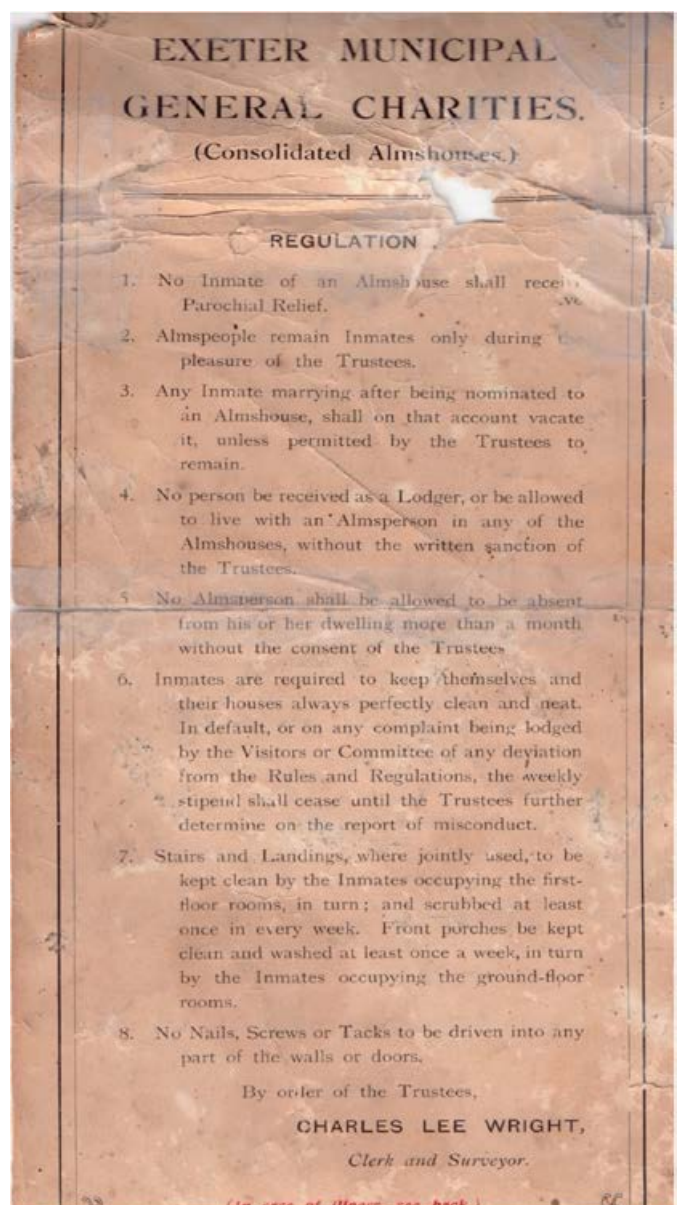 EXETER MUNICIPAL
GENERAL CHARITIES.
(Consolidated Almshouses.)
REGULATION
1. No Inmate of an Almshouse shall receive
Parochial Relief.
2. Almspeople remain Inmates only during the
pleasure of the Trustees.
3. Any Inmate marrying after being nominated to
an Almshouse, shall on that account vacate
it, unless permitted by the Trustees to
remain.
4. No person be received as a Lodger, or be allowed
to live with an Almsperson in any of the
Almshouses, without the written sanction of
the Trustees.
5 No Almsperson shall be allowed to be absent
from his or her dwelling more than a month
without the consent of the Trustees
6. Inmates are required to keep themselves and
their houses always perfectly clean and neat.
In default, or on any complaint being lodged
by the Visitors or Committee of any deviation
from the Rules and Regulations, the weekly
stipend shall cease until the Trustees further
determine on the report of misconduct.
7. Stairs and Landings, where jointly used, to be
kept clean by the Inmates occupying the first-
floor rooms, in turn; and scrubbed at least
once in every week. Front porches be kept
clean and washed at least once a week, in turn
by the Inmates occupying the ground-floor
rooms.
8. No Nails, Screws or Tacks to be driven into any
part of the walls or doors.
By order of the Trustees,
CHARLES LEE WRIGHT,
Clerk and Surveyor.
(In case of illness, see back.)